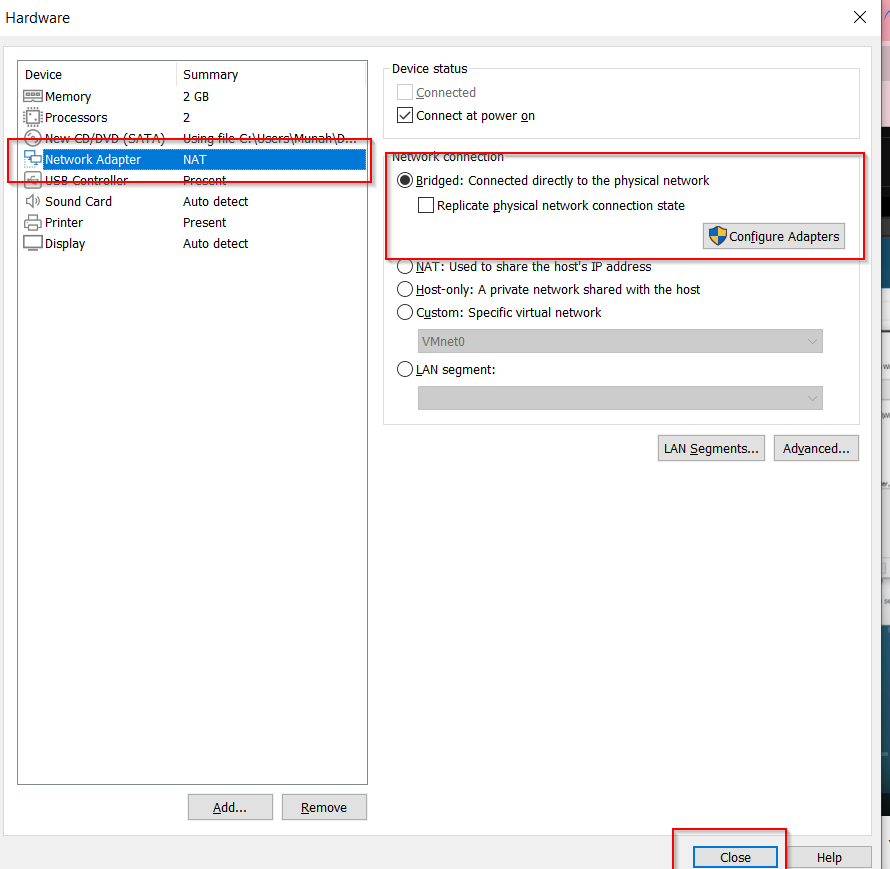 Hardware
Device Summary
Memory 2 GB
Processors 2
New CD/DVD (SATA) Using file C:\Users\Munah\D...
Network Adapter NAT
USB Controller Present
Sound Card Auto detect
Printer Present
Display Auto detect
Add... Remove
Device status
Connected
Connect at power on
Network connection
Bridged: Connected directly to the physical network
Replicate physical network connection state
Configure Adapters
NAT: Used to share the host's IP address
Host-only: A private network shared with the host
Custom: Specific virtual network
VMnet0
LAN segment:
LAN Segments... Advanced...
Close Help